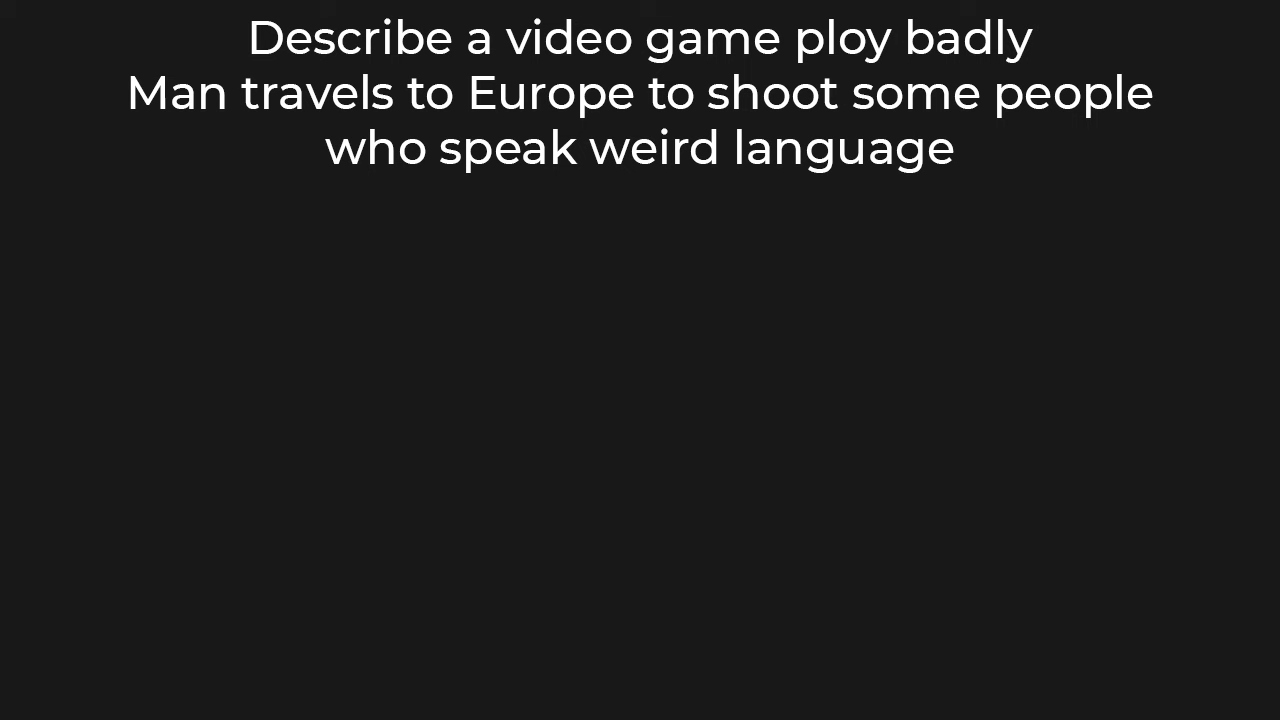 Describe a video game ploy badly
Man travels to Europe to shoot some people
who speak weird language